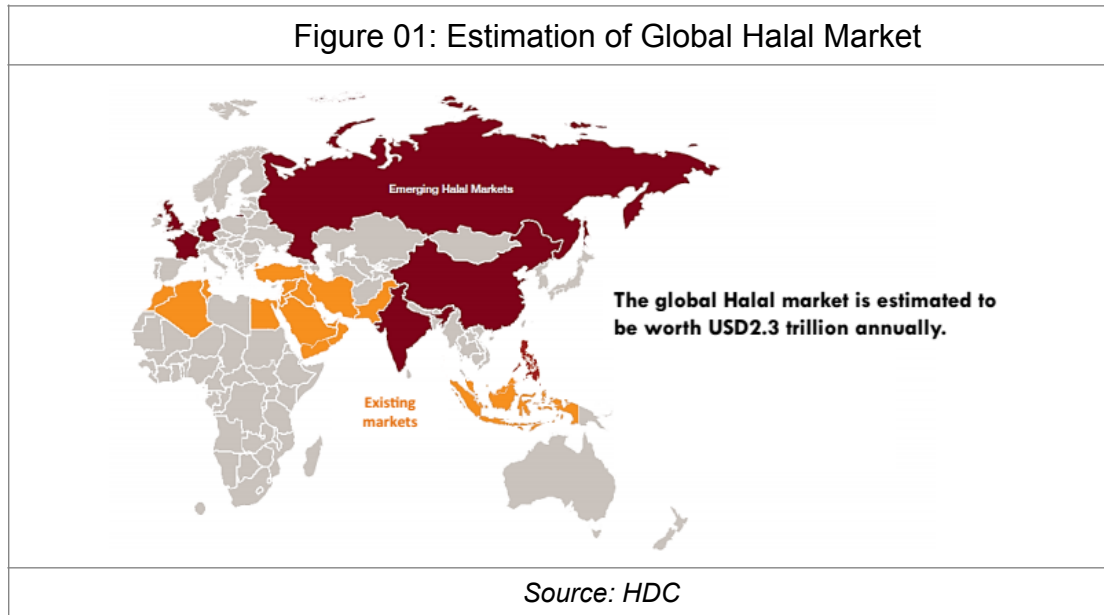 Figure 01: Estimation of Global Halal Market
Emerging Halal Markets
The global Halal market is estimated to
be worth USD2.3 trillion annually.
Existing
markets
Source: HDC